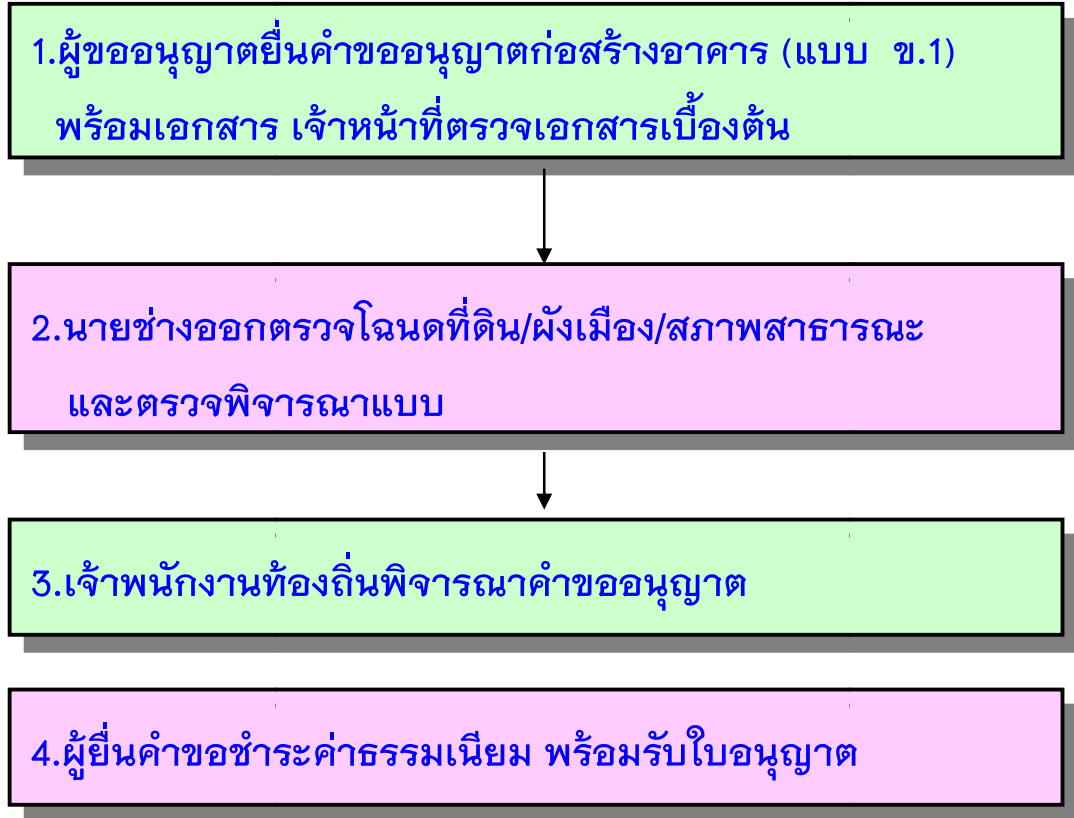 1.ผู้ขออนุญาตยื่นคำขออนุญาตก่อสร้างอาคาร (แบบ ข.1)
พร้อมเอกสาร เจ้าหน้าที่ตรวจเอกสารเบื้องต้น
2.นายช่างออกตรวจโฉนดที่ดิน/ผังเมือง/สภาพสาธารณะ
และตรวจพิจารณาแบบ
3.เจ้าพนักงานท้องถิ่นพิจารณาคำขออนุญาต
4.ผู้ยื่นคำขอชำระค่าธรรมเนียม พร้อมรับใบอนุญาต